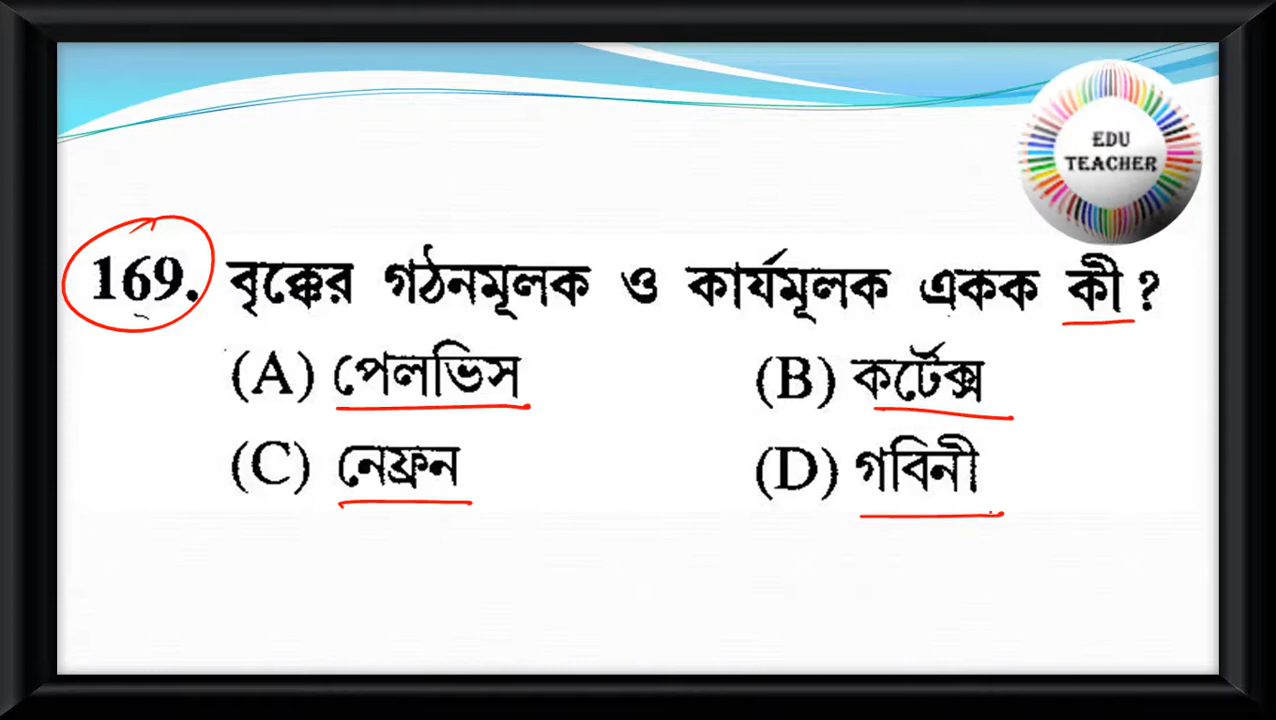 EDU
TEACHER
169. বৃক্কের গঠনমূলক ও কার্যমূলক একক কী ?
(A) পেলভিস (B) কর্টেক্স
(C) নেফ্রন (D) গবিনী